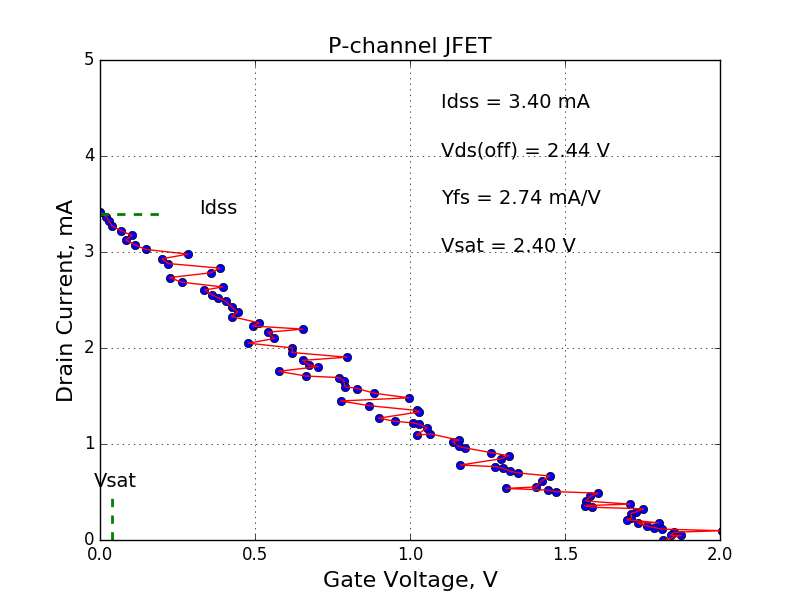 P-channel JFET
5
4
3
2
1
0
Drain Current, mA
Idss = 3.40 mA
Vds(off) = 2.44 V
Yfs = 2.74 mA/V
Vsat = 2.40 V
Idss
Vsat
0.0
0.5
1.0
1.5
2.0
Gate Voltage, V